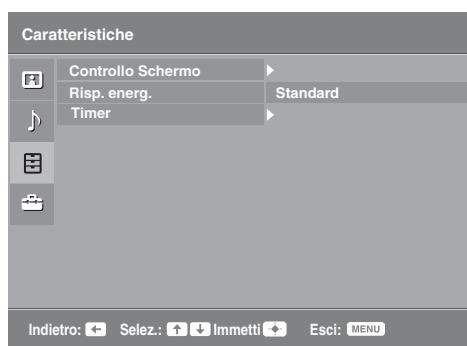 Caratteristiche
Controllo Schermo
Risp. energ. Standard
Timer
Indietro: Selez.: Immetti Esci: MENU